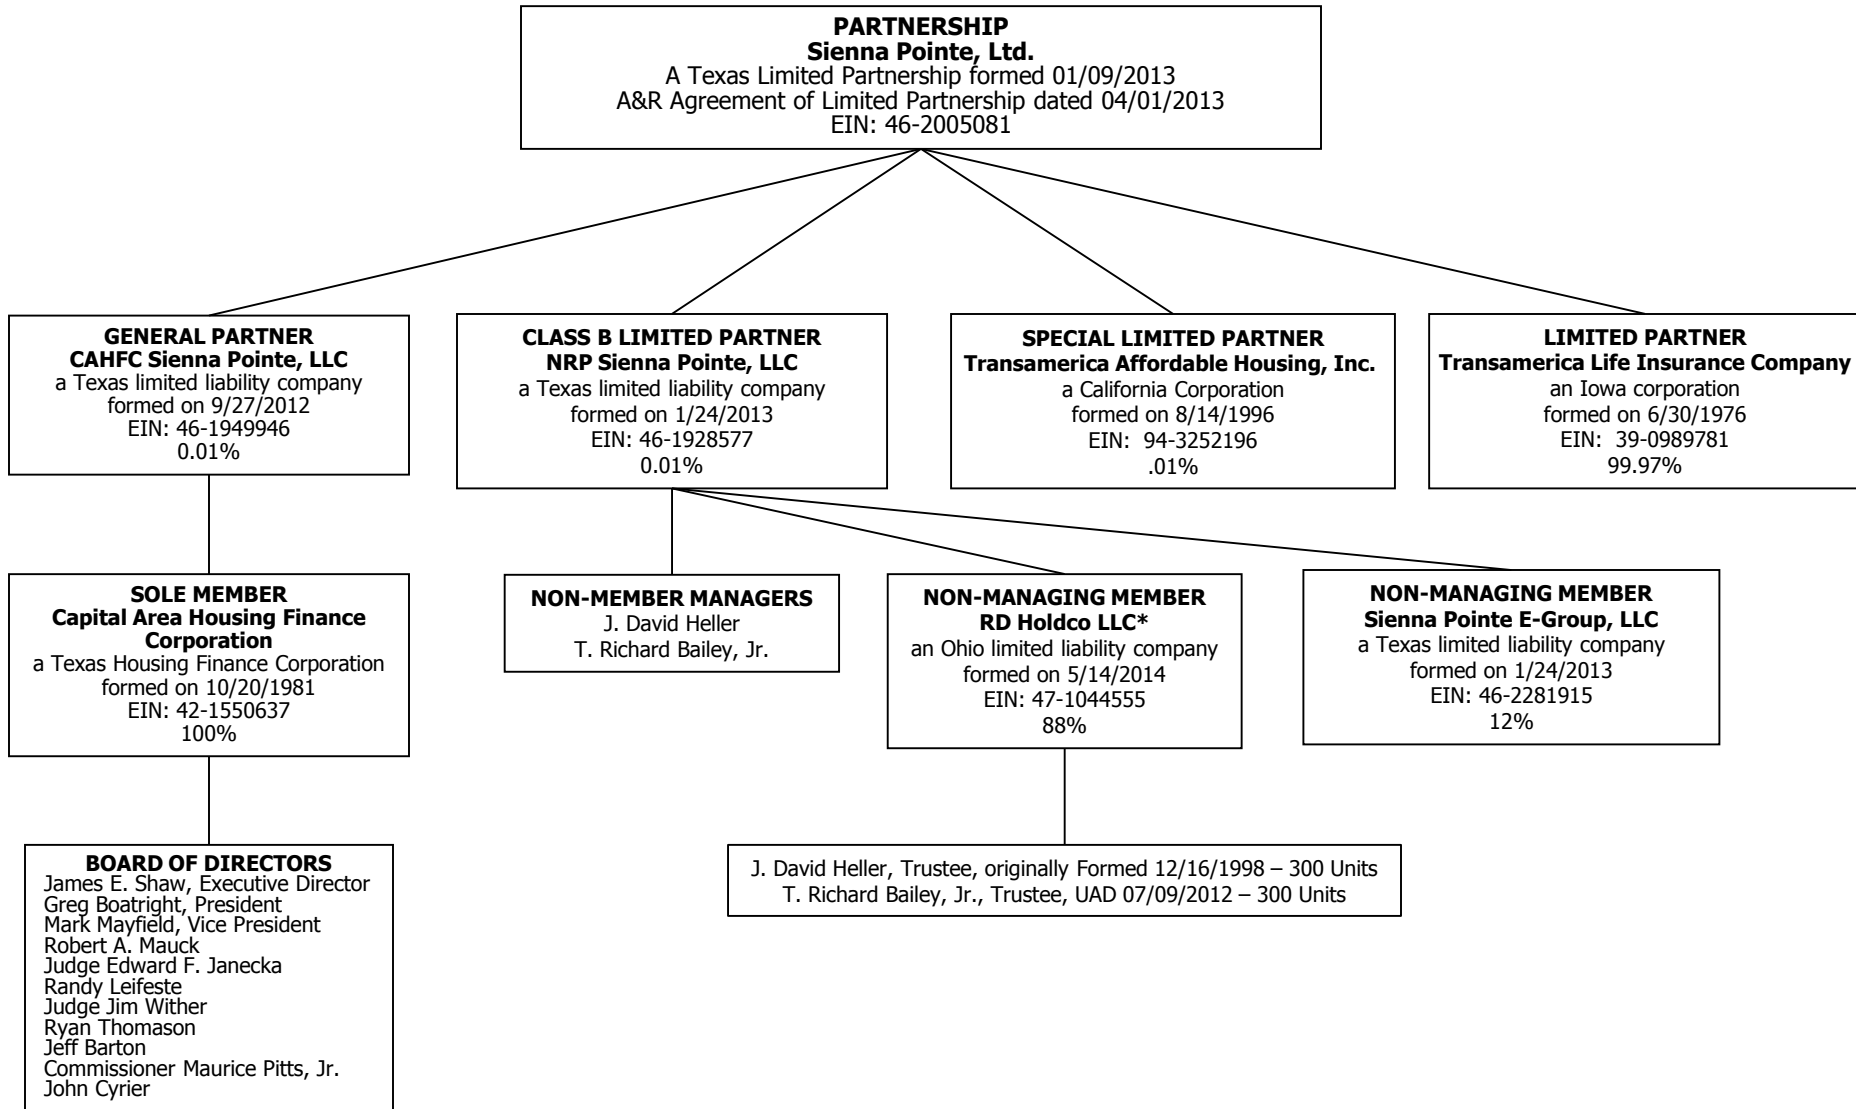 PARTNERSHIP
Sienna Pointe, Ltd.
A Texas Limited Partnership formed 01/09/2013
A&R Agreement of Limited Partnership dated 04/01/2013
EIN: 46-2005081
GENERAL PARTNER
CAHFC Sienna Pointe, LLC
a Texas limited liability company
formed on 9/27/2012
EIN: 46-1949946
0.01%
CLASS B LIMITED PARTNER
NRP Sienna Pointe, LLC
a Texas limited liability company
formed on 1/24/2013
EIN: 46-1928577
0.01%
SPECIAL LIMITED PARTNER
Transamerica Affordable Housing, Inc.
a California Corporation
formed on 8/14/1996
EIN: 94-3252196
.01%
LIMITED PARTNER
Transamerica Life Insurance Company
an Iowa corporation
formed on 6/30/1976
EIN: 39-0989781
99.97%
SOLE MEMBER
Capital Area Housing Finance
Corporation
a Texas Housing Finance Corporation
formed on 10/20/1981
EIN: 42-1550637
100%
NON-MEMBER MANAGERS
J. David Heller
T. Richard Bailey, Jr.
NON-MANAGING MEMBER
RD Holdco LLC*
an Ohio limited liability company
formed on 5/14/2014
EIN: 47-1044555
88%
NON-MANAGING MEMBER
Sienna Pointe E-Group, LLC
a Texas limited liability company
formed on 1/24/2013
EIN: 46-2281915
12%
BOARD OF DIRECTORS
James E. Shaw, Executive Director
Greg Boatright, President
Mark Mayfield, Vice President
Robert A. Mauck
Judge Edward F. Janecka
Randy Leifeste
Judge Jim Wither
Ryan Thomason
Jeff Barton
Commissioner Maurice Pitts, Jr.
John Cyrier
J. David Heller, Trustee, originally Formed 12/16/1998 – 300 Units
T. Richard Bailey, Jr., Trustee, UAD 07/09/2012 – 300 Units